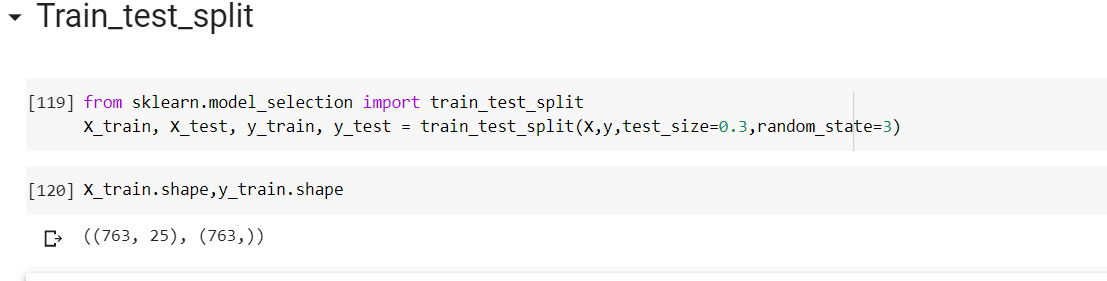 Train_test_split
[119] from sklearn.model_selection import train_test_split
X_train, X_test, y_train, y_test = train_test_split(X,y,test_size=0.3,random_state=3)
[120] X_train.shape,y_train.shape
((763, 25), (763,))